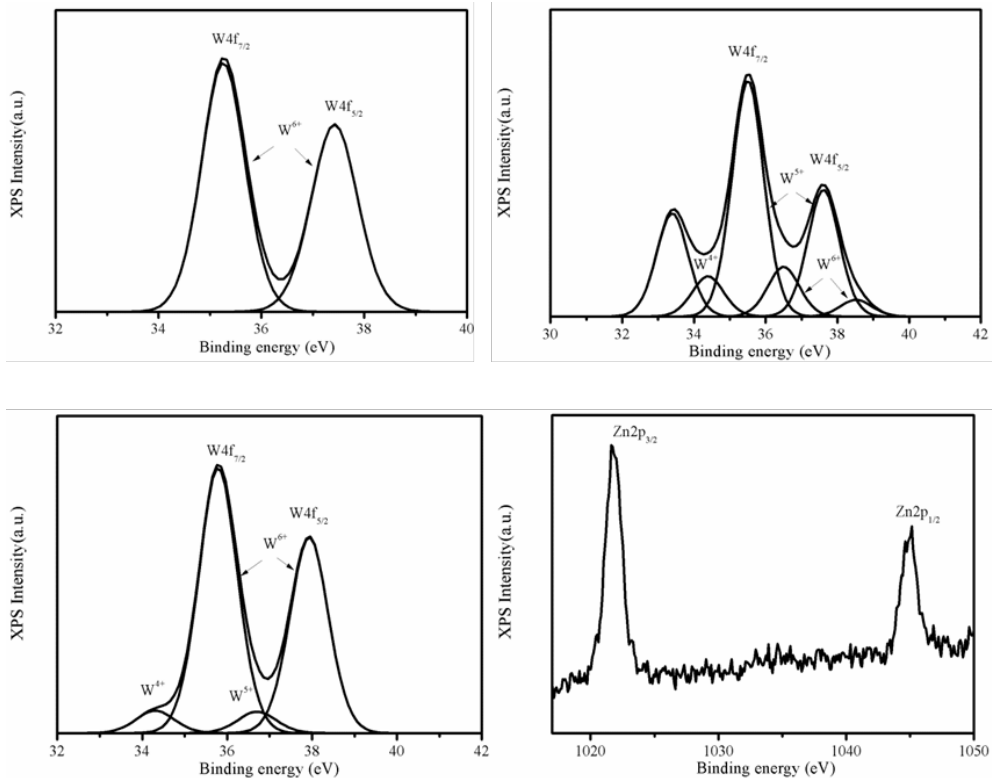 XPS Intensity(a.u.)
W4f7/2
W4f5/2
W6+
32 34 36 38 40
Binding energy (eV)
XPS Intensity(a.u.)
W4f7/2
W4f5/2
W5+
W4+
W6+
30 32 34 36 38 40 42
Binding energy (eV)
XPS Intensity(a.u.)
W4f7/2
W4f5/2
W6+
W4+
W5+
32 34 36 38 40 42
Binding energy (eV)
XPS Intensity(a.u.)
Zn2p3/2
Zn2p1/2
1020 1030 1040 1050
Binding energy (eV)